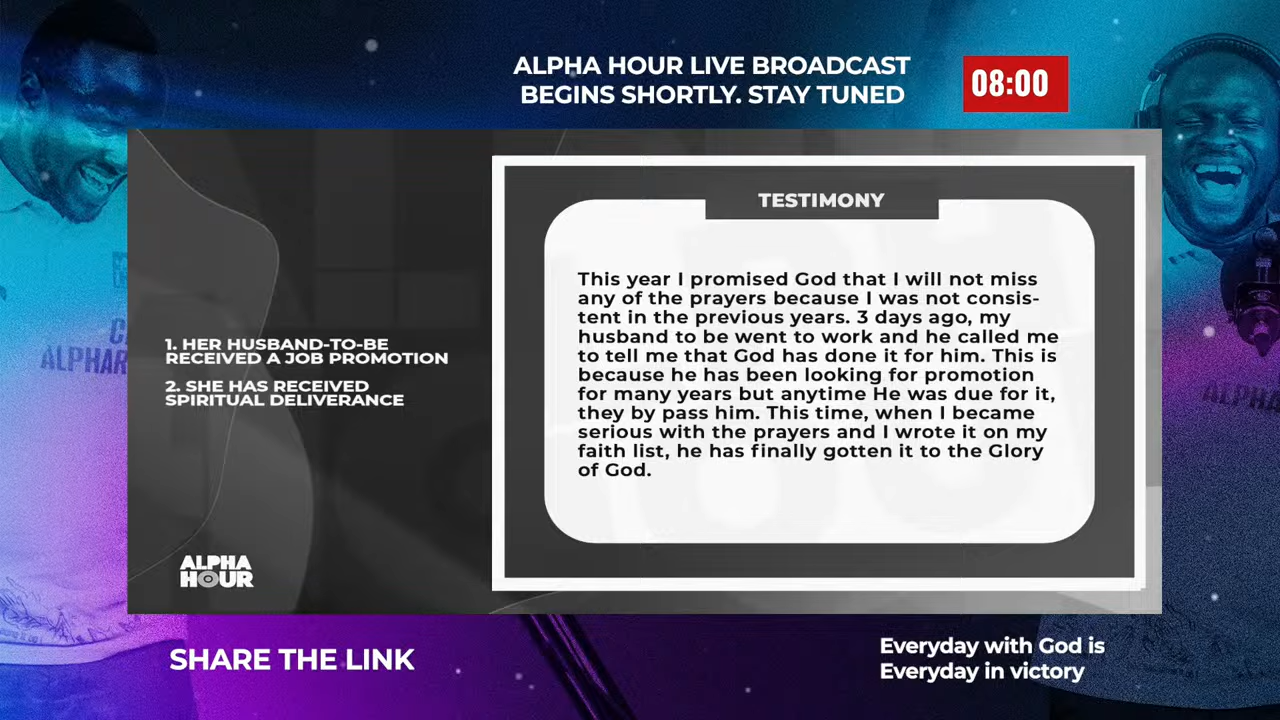 ALPHA HOUR LIVE BROADCAST
BEGINS SHORTLY. STAY TUNED
08:00
TESTIMONY
This year I promised God that I will not miss
any of the prayers because I was not consis-
tent in the previous years. 3 days ago, my
husband to be went to work and he called me
to tell me that God has done it for him. This is
because he has been looking for promotion
for many years but anytime He was due for it,
they by pass him. This time, when I became
serious with the prayers and I wrote it on my
faith list, he has finally gotten it to the Glory
of God.
1. HER HUSBAND-TO-BE
RECEIVED A JOB PROMOTION
2. SHE HAS RECEIVED
SPIRITUAL DELIVERANCE
ALPHA
HOUR
SHARE THE LINK
Everyday with God is
Everyday in victory